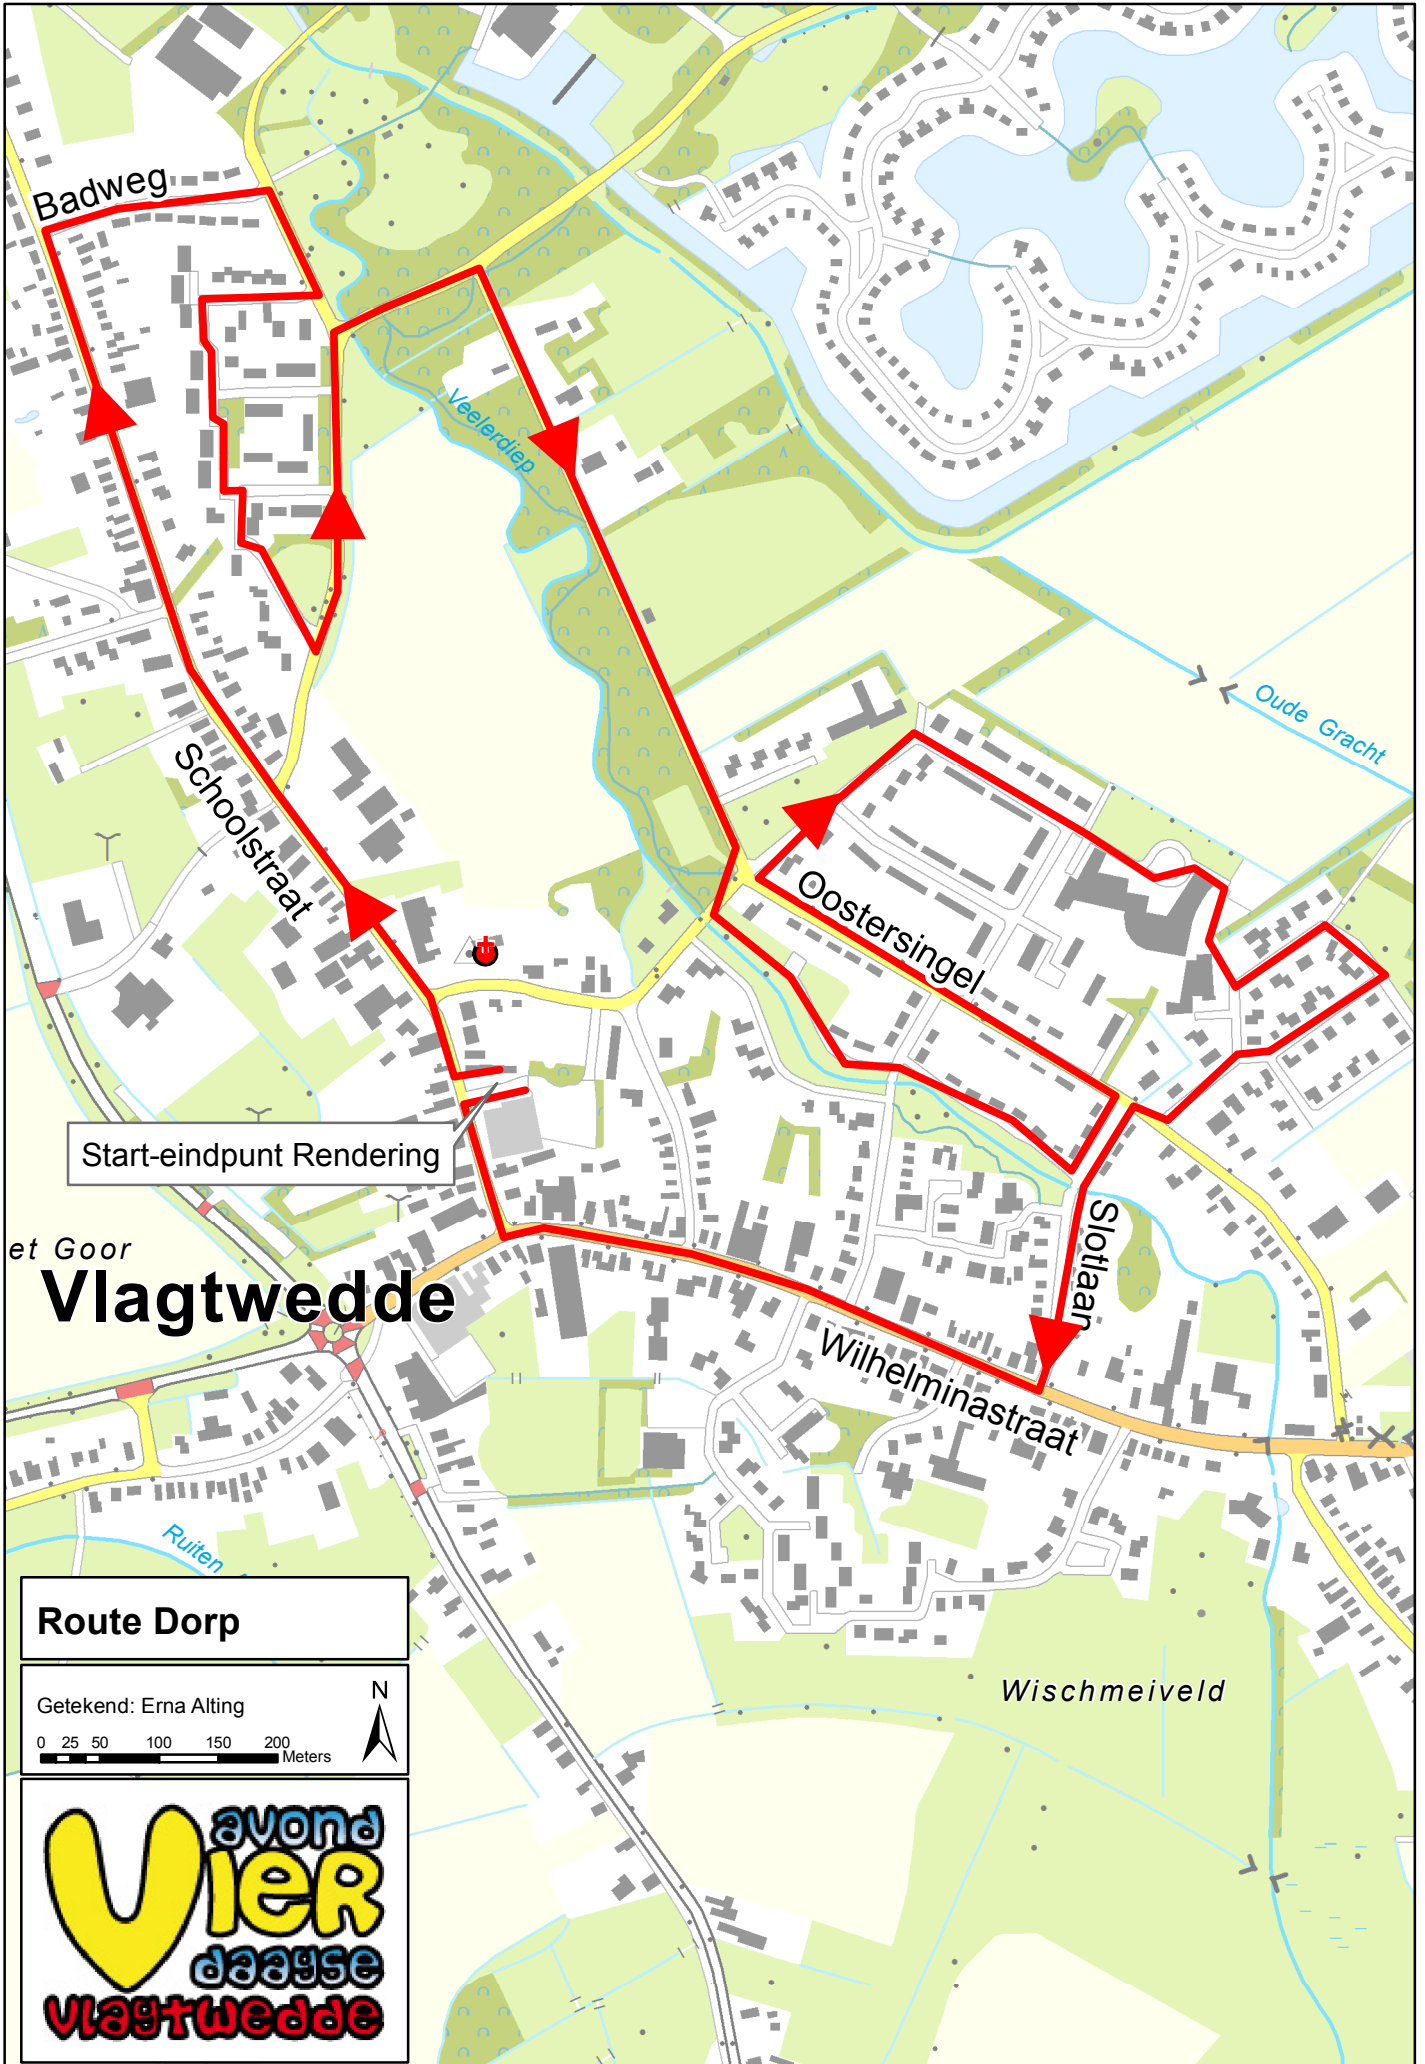 Badweg
Veelerdiep
Oude Gracht
Schoolstraat
Oostersingel
Start-eindpunt Rendering
Slotlaan
et Goor
Vlagtwedde
Wilhelminastraat
Ruiten
Route Dorp
Wischmeiveld
Getekend: Erna Alting
N
0 25 50 100 150 200
Meters
avond
Vier
daagse
vlagtwedde